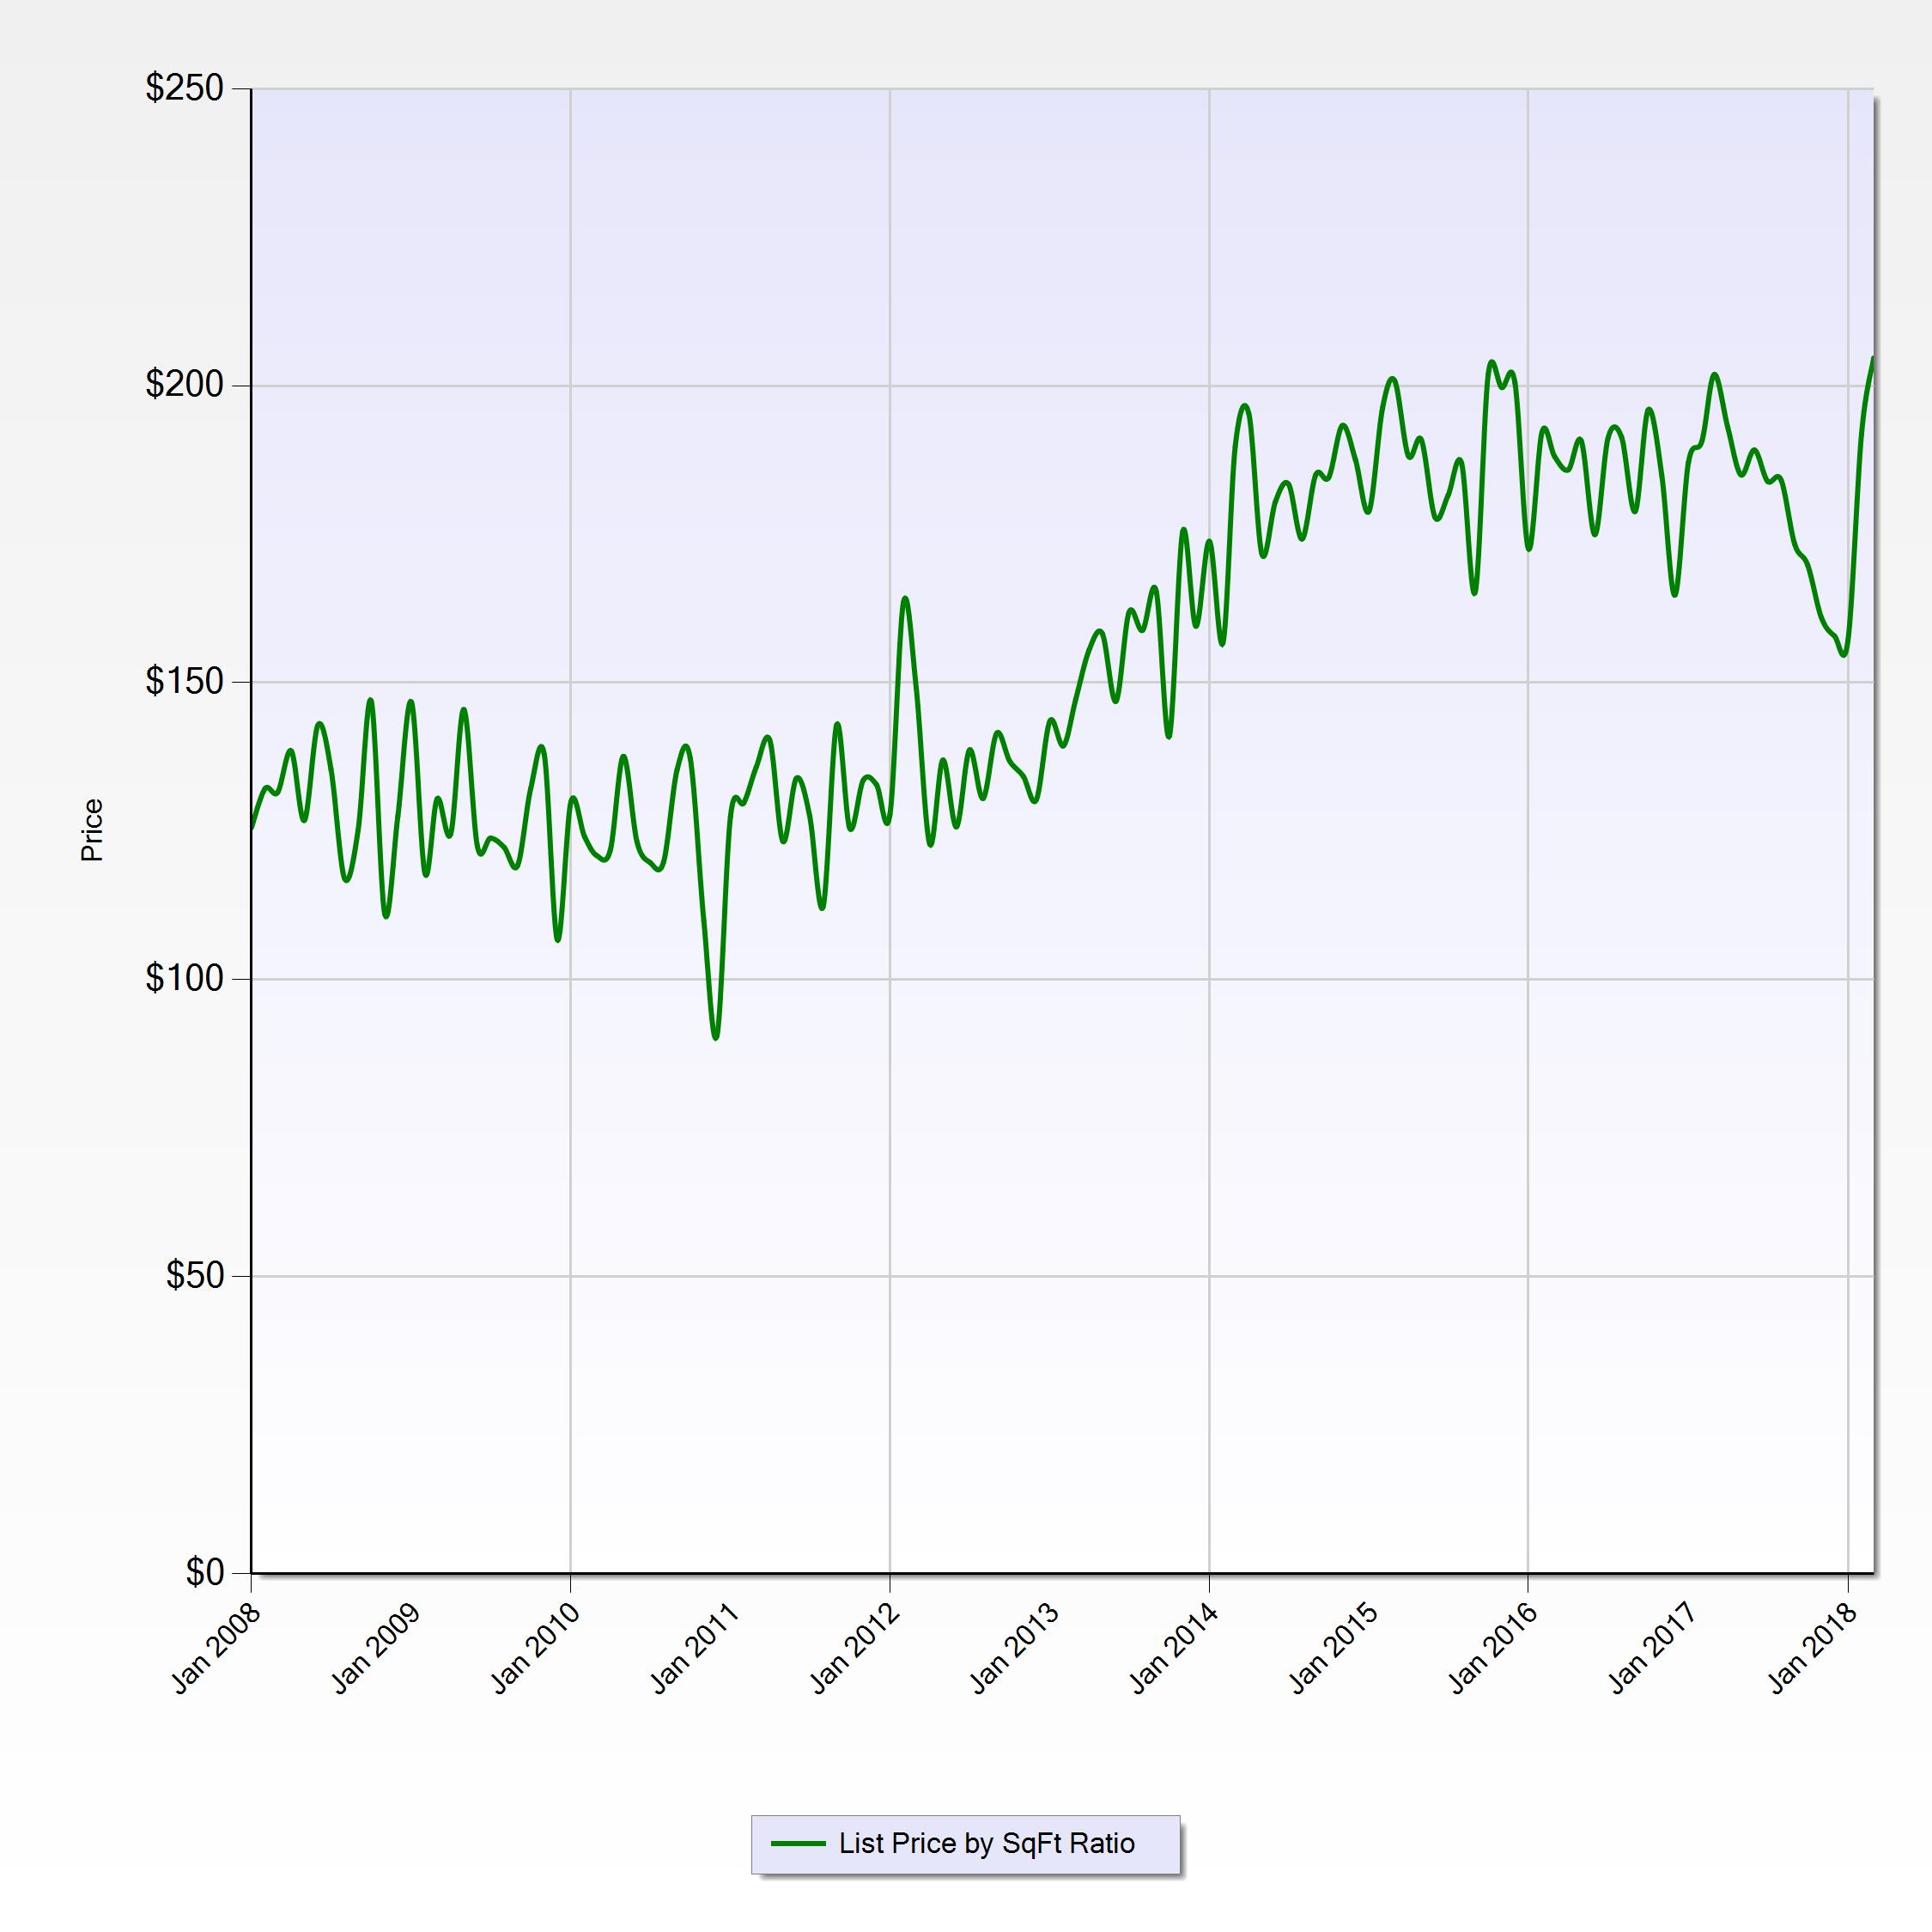 $250
$200
$150
$100
$50
$0
Price
Jan 2008
Jan 2009
Jan 2010
Jan 2011
Jan 2012
Jan 2013
Jan 2014
Jan 2015
Jan 2016
Jan 2017
Jan 2018
List Price by SqFt Ratio